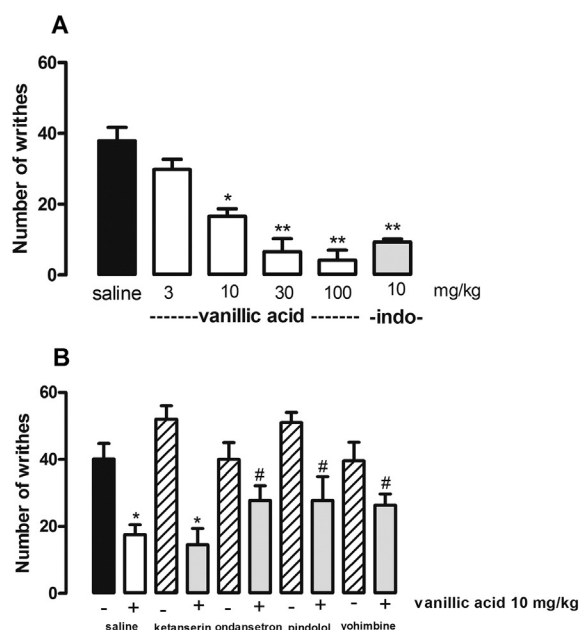 A
Number of writhes
60
40
20
0
*
**
**
**
saline 3 10 30 100 10 mg/kg
-------vanillic acid ------ -indo-
B
Number of writhes
60
40
20
0
*
*
#
#
#
- + - + - + - + - + vanillic acid 10 mg/kg
saline ketanserin ondansetron pindolol yohimbine